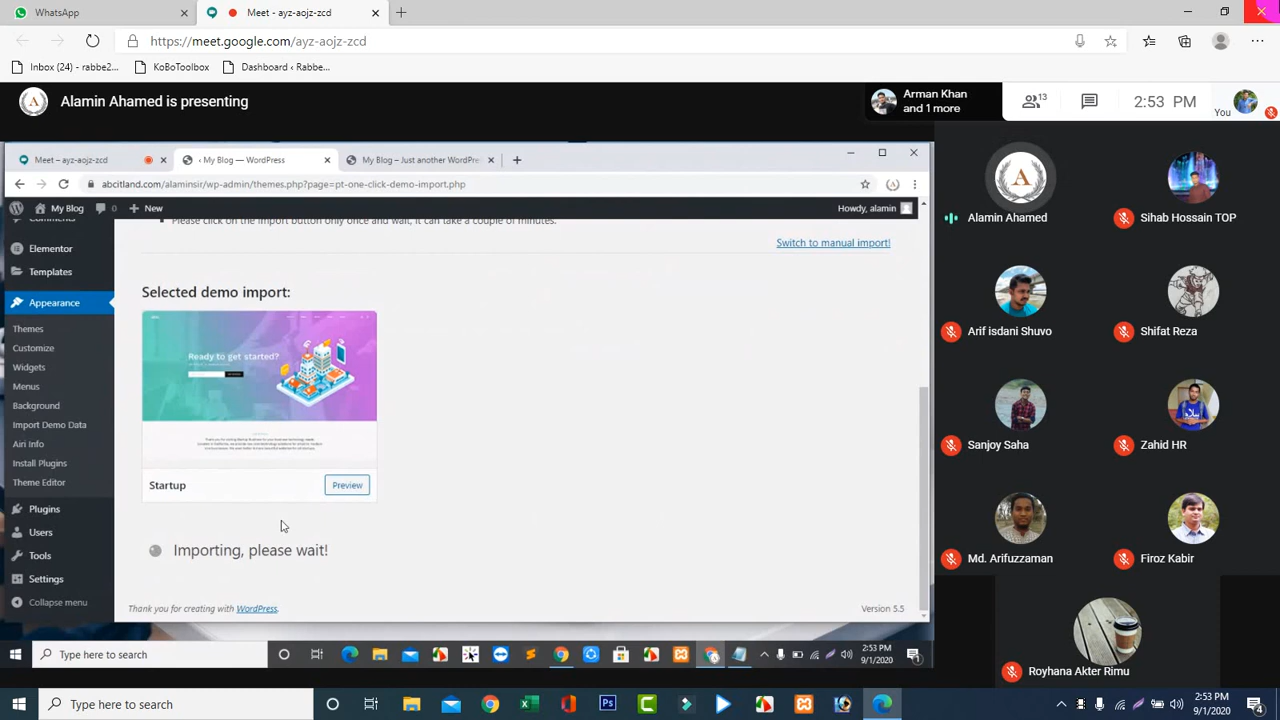 WhatsApp
Meet - ayz-aojz-zcd
https://meet.google.com/ayz-aojz-zcd
Inbox (24) - rabbe2...
KoBoToolbox
Dashboard ‹ Rabbe...
Alamin Ahamed is presenting
Arman Khan
and 1 more
13
2:53 PM
You
Meet – ayz-aojz-zcd
‹ My Blog — WordPress
My Blog – Just another WordPre
abcitland.com/alaminsir/wp-admin/themes.php?page=pt-one-click-demo-import.php
My Blog
0
New
Howdy, alamin
Comments
Please click on the import button only once and wait, it can take a couple of minutes.
Switch to manual import!
Elementor
Templates
Appearance
Themes
Customize
Widgets
Menus
Background
Import Demo Data
Airi Info
Install Plugins
Theme Editor
Plugins
Users
Tools
Settings
Collapse menu
Selected demo import:
Ready to get started?
Startup
Preview
Importing, please wait!
Thank you for creating with WordPress.
Version 5.5
Type here to search
2:53 PM
9/1/2020
1
Alamin Ahamed
Sihab Hossain TOP
Arif isdani Shuvo
Shifat Reza
Sanjoy Saha
Zahid HR
Md. Arifuzzaman
Firoz Kabir
Royhana Akter Rimu
Type here to search
Ps
2:53 PM
9/1/2020
4